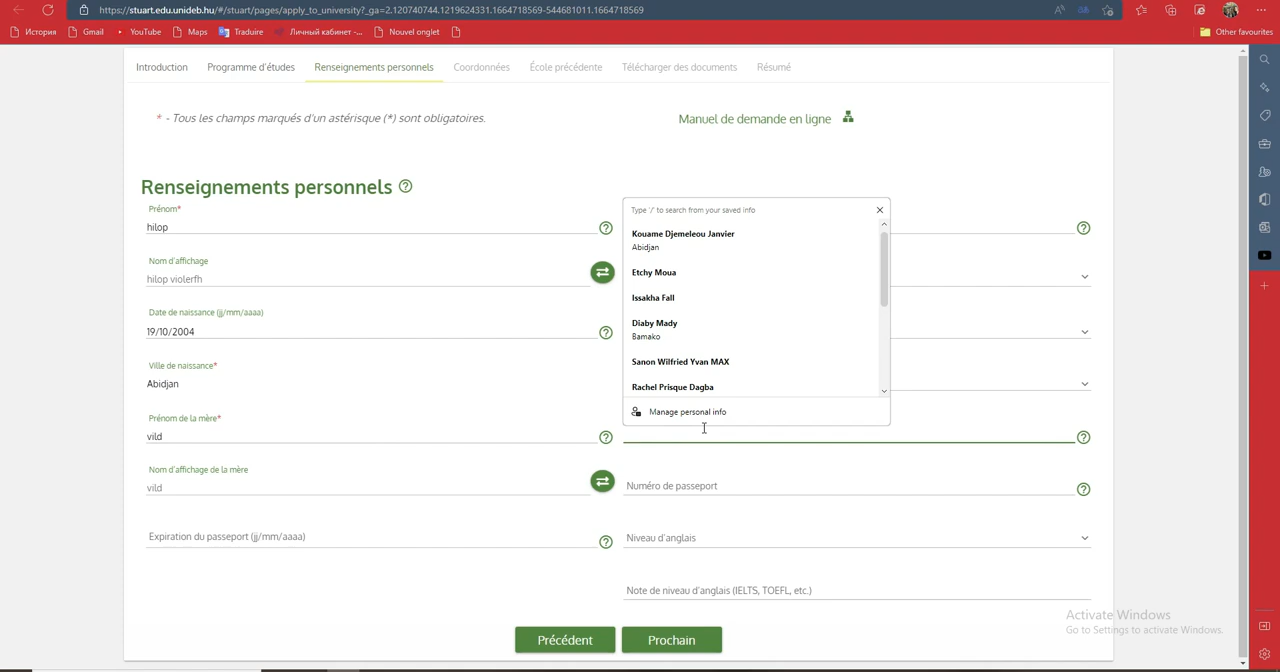 https://stuart.edu.unideb.hu/#/stuart/pages/apply_to_university?_ga=2.120740744.1219624331.1664718569-544681011.1664718569
История Gmail YouTube Maps Traduire Личный кабинет -... Nouvel onglet Other favourites
Introduction Programme d'études Renseignements personnels Coordonnées École précédente Télécharger des documents Résumé
* - Tous les champs marqués d'un astérisque (*) sont obligatoires. Manuel de demande en ligne
Renseignements personnels
Prénom*
hilop
Nom d'affichage
hilop violerfh
Date de naissance (jj/mm/aaaa)
19/10/2004
Ville de naissance*
Abidjan
Prénom de la mère*
vild
Nom d'affichage de la mère
vild
Expiration du passeport (jj/mm/aaaa)
Type '/' to search from your saved info
Kouame Djemeleou Janvier
Abidjan
Etchy Moua
Issakha Fall
Diaby Mady
Bamako
Sanon Wilfried Yvan MAX
Rachel Prisque Dagba
Manage personal info
Numéro de passeport
Niveau d'anglais
Note de niveau d'anglais (IELTS, TOEFL, etc.)
Précédent Prochain
Activate Windows
Go to Settings to activate Windows.